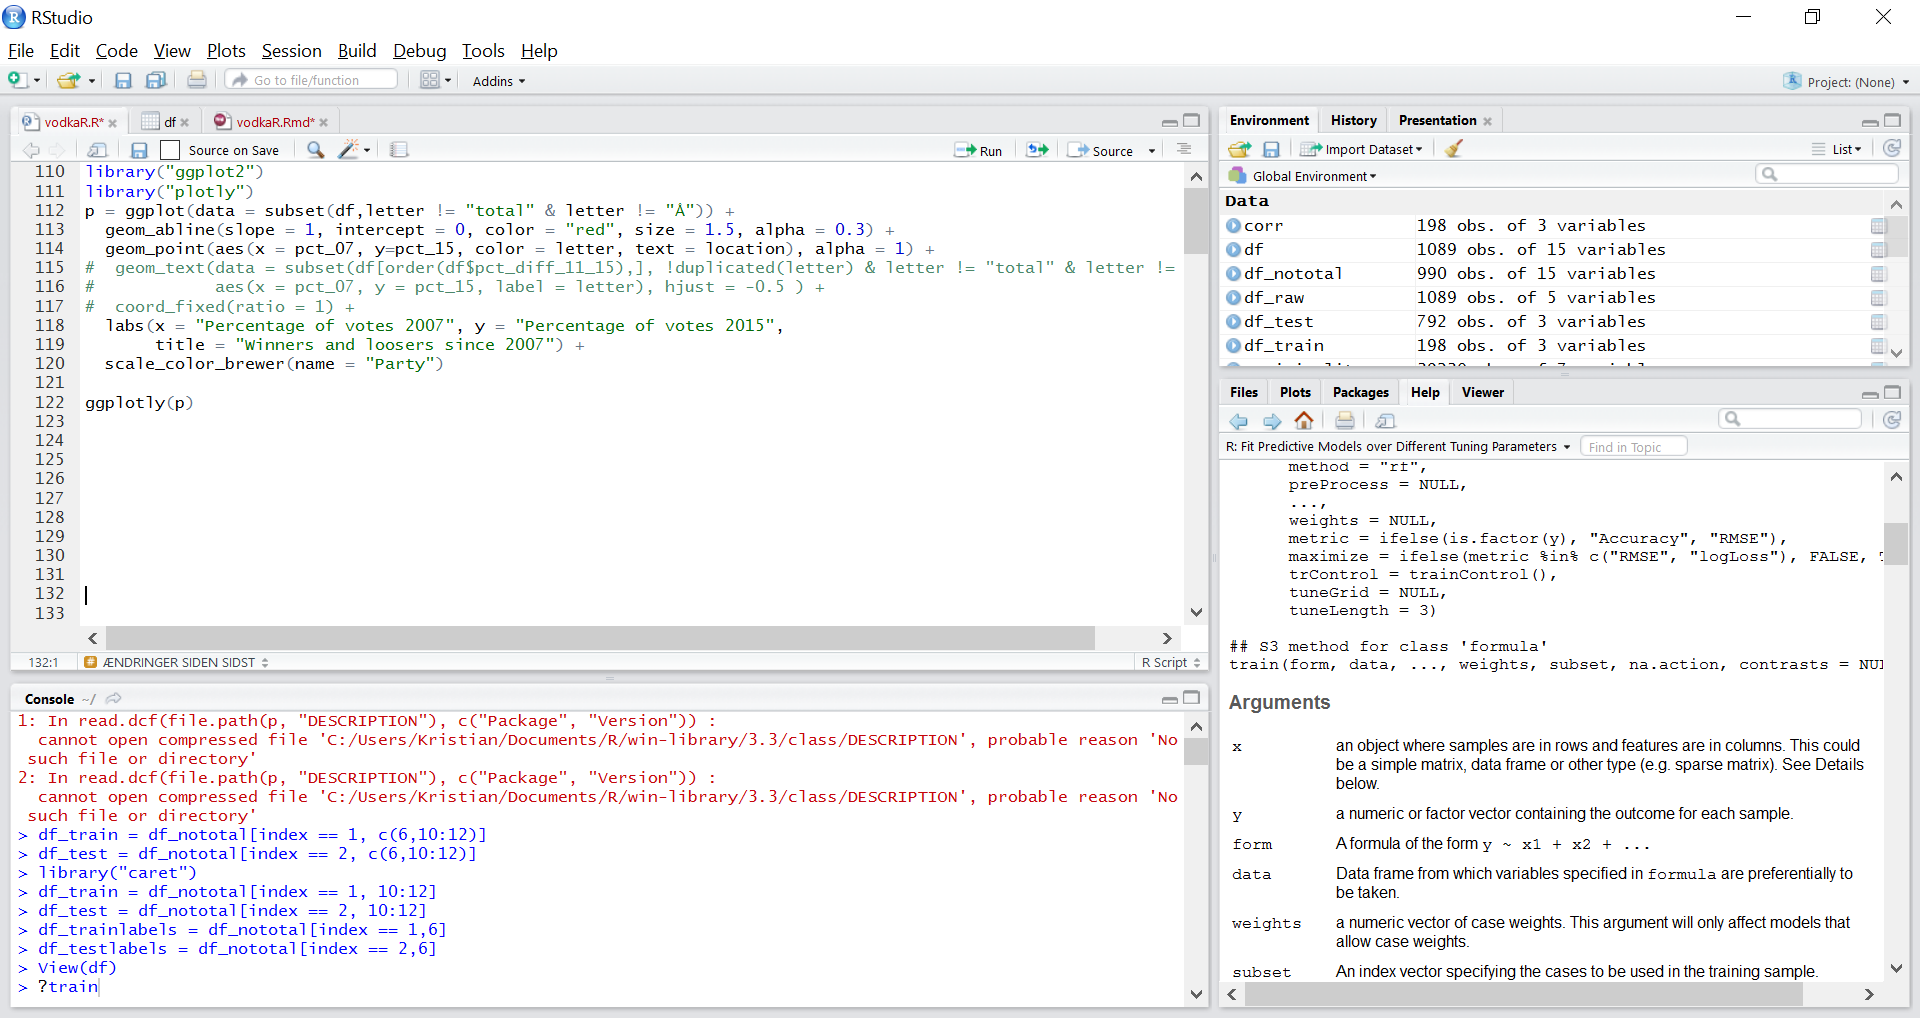 RStudio
File Edit Code View Plots Session Build Debug Tools Help
Go to file/function Addins Project: (None)
vodkaR.R* df vodkaR.Rmd*
Source on Save Run Source
110 library("ggplot2")
111 library("plotly")
112 p = ggplot(data = subset(df,letter != "total" & letter != "Å")) +
113 geom_abline(slope = 1, intercept = 0, color = "red", size = 1.5, alpha = 0.3) +
114 geom_point(aes(x = pct_07, y=pct_15, color = letter, text = location), alpha = 1) +
115 # geom_text(data = subset(df[order(df$pct_diff_11_15),], !duplicated(letter) & letter != "total" & letter !=
116 # aes(x = pct_07, y = pct_15, label = letter), hjust = -0.5 ) +
117 # coord_fixed(ratio = 1) +
118 labs(x = "Percentage of votes 2007", y = "Percentage of votes 2015",
119 title = "Winners and loosers since 2007") +
120 scale_color_brewer(name = "Party")
121
122 ggplotly(p)
123
124
125
126
127
128
129
130
131
132
133
132:1 # ÆNDRINGER SIDEN SIDST R Script
Console ~/
1: In read.dcf(file.path(p, "DESCRIPTION"), c("Package", "Version")) :
cannot open compressed file 'C:/Users/Kristian/Documents/R/win-library/3.3/class/DESCRIPTION', probable reason 'No
such file or directory'
2: In read.dcf(file.path(p, "DESCRIPTION"), c("Package", "Version")) :
cannot open compressed file 'C:/Users/Kristian/Documents/R/win-library/3.3/class/DESCRIPTION', probable reason 'No
such file or directory'
> df_train = df_nototal[index == 1, c(6,10:12)]
> df_test = df_nototal[index == 2, c(6,10:12)]
> library("caret")
> df_train = df_nototal[index == 1, 10:12]
> df_test = df_nototal[index == 2, 10:12]
> df_trainlabels = df_nototal[index == 1,6]
> df_testlabels = df_nototal[index == 2,6]
> View(df)
> ?train
Environment History Presentation
Import Dataset List
Global Environment
Data
corr 198 obs. of 3 variables
df 1089 obs. of 15 variables
df_nototal 990 obs. of 15 variables
df_raw 1089 obs. of 5 variables
df_test 792 obs. of 3 variables
df_train 198 obs. of 3 variables
Files Plots Packages Help Viewer
R: Fit Predictive Models over Different Tuning Parameters Find in Topic
method = "rf",
preProcess = NULL,
...,
weights = NULL,
metric = ifelse(is.factor(y), "Accuracy", "RMSE"),
maximize = ifelse(metric %in% c("RMSE", "logLoss"), FALSE,
trControl = trainControl(),
tuneGrid = NULL,
tuneLength = 3)
## S3 method for class 'formula'
train(form, data, ..., weights, subset, na.action, contrasts = NUL
Arguments
x an object where samples are in rows and features are in columns. This could
be a simple matrix, data frame or other type (e.g. sparse matrix). See Details
below.
y a numeric or factor vector containing the outcome for each sample.
form A formula of the form y ~ x1 + x2 + ...
data Data frame from which variables specified in formula are preferentially to
be taken.
weights a numeric vector of case weights. This argument will only affect models that
allow case weights.
subset An index vector specifying the cases to be used in the training sample.